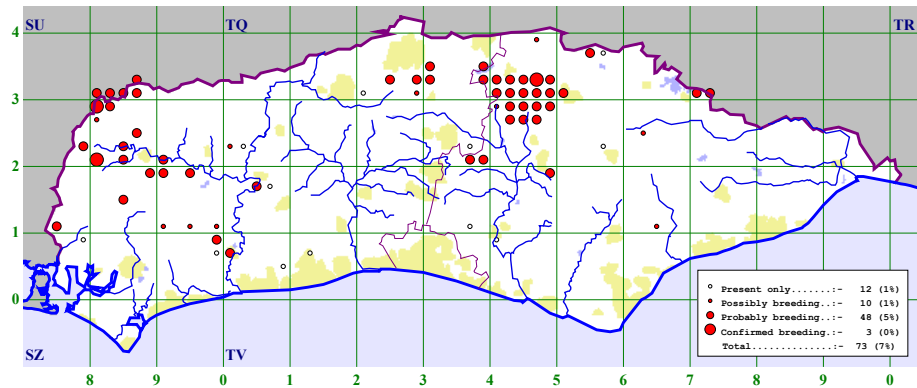 4
SU TQ TR
3
2
1
0
Present only.......:- 12 (1%)
Possibly breeding..:- 10 (1%)
Probably breeding..:- 48 (5%)
Confirmed breeding:- 3 (0%)
Total..............:- 73 (7%)
SZ TV
8 9 0 1 2 3 4 5 6 7 8 9 0